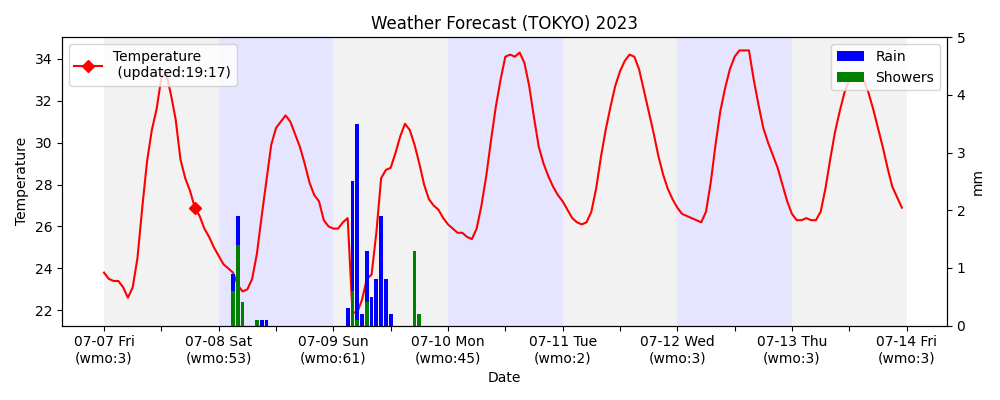 Weather Forecast (TOKYO) 2023
Temperature
(updated:19:17)
Rain
Showers
34
32
30
28
26
24
22
Temperature
5
4
3
2
1
0
mm
07-07 Fri
(wmo:3)
07-08 Sat
(wmo:53)
07-09 Sun
(wmo:61)
07-10 Mon
(wmo:45)
07-11 Tue
(wmo:2)
07-12 Wed
(wmo:3)
07-13 Thu
(wmo:3)
07-14 Fri
(wmo:3)
Date